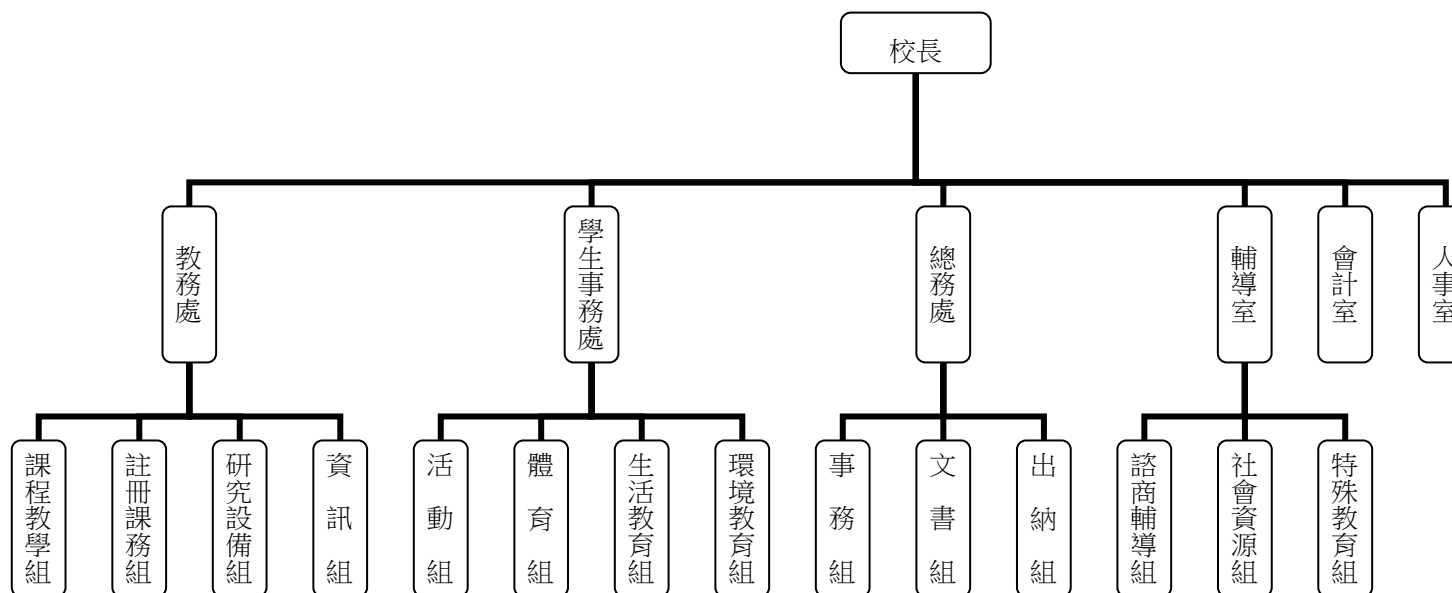 校長
教務處
學生事務處
總務處
輔導室
會計室
人事室
課程教學組
註冊課務組
研究設備組
資訊組
活動組
體育組
生活教育組
環境教育組
事務組
文書組
出納組
諮商輔導組
社會資源組
特殊教育組